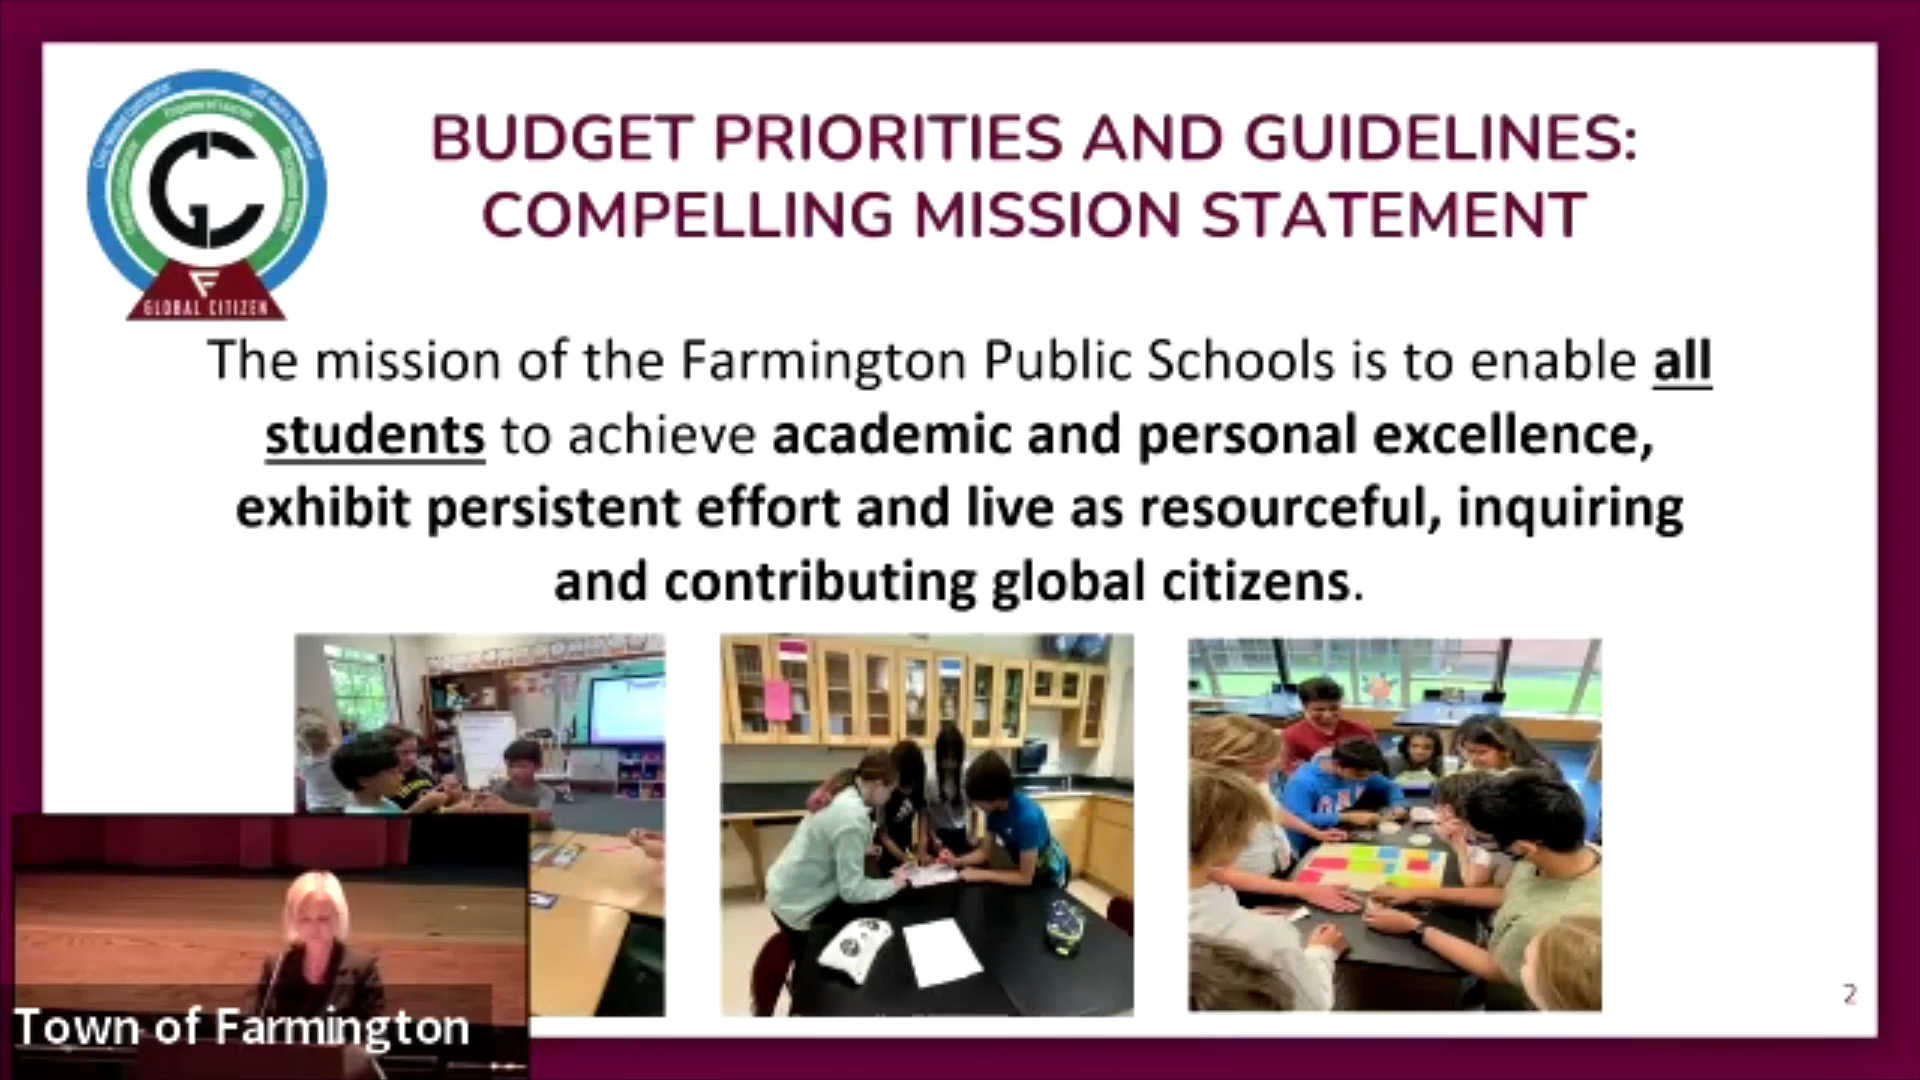 BUDGET PRIORITIES AND GUIDELINES:
COMPELLING MISSION STATEMENT
GC
F
GLOBAL CITIZEN
The mission of the Farmington Public Schools is to enable all
students to achieve academic and personal excellence,
exhibit persistent effort and live as resourceful, inquiring
and contributing global citizens.
Town of Farmington
2